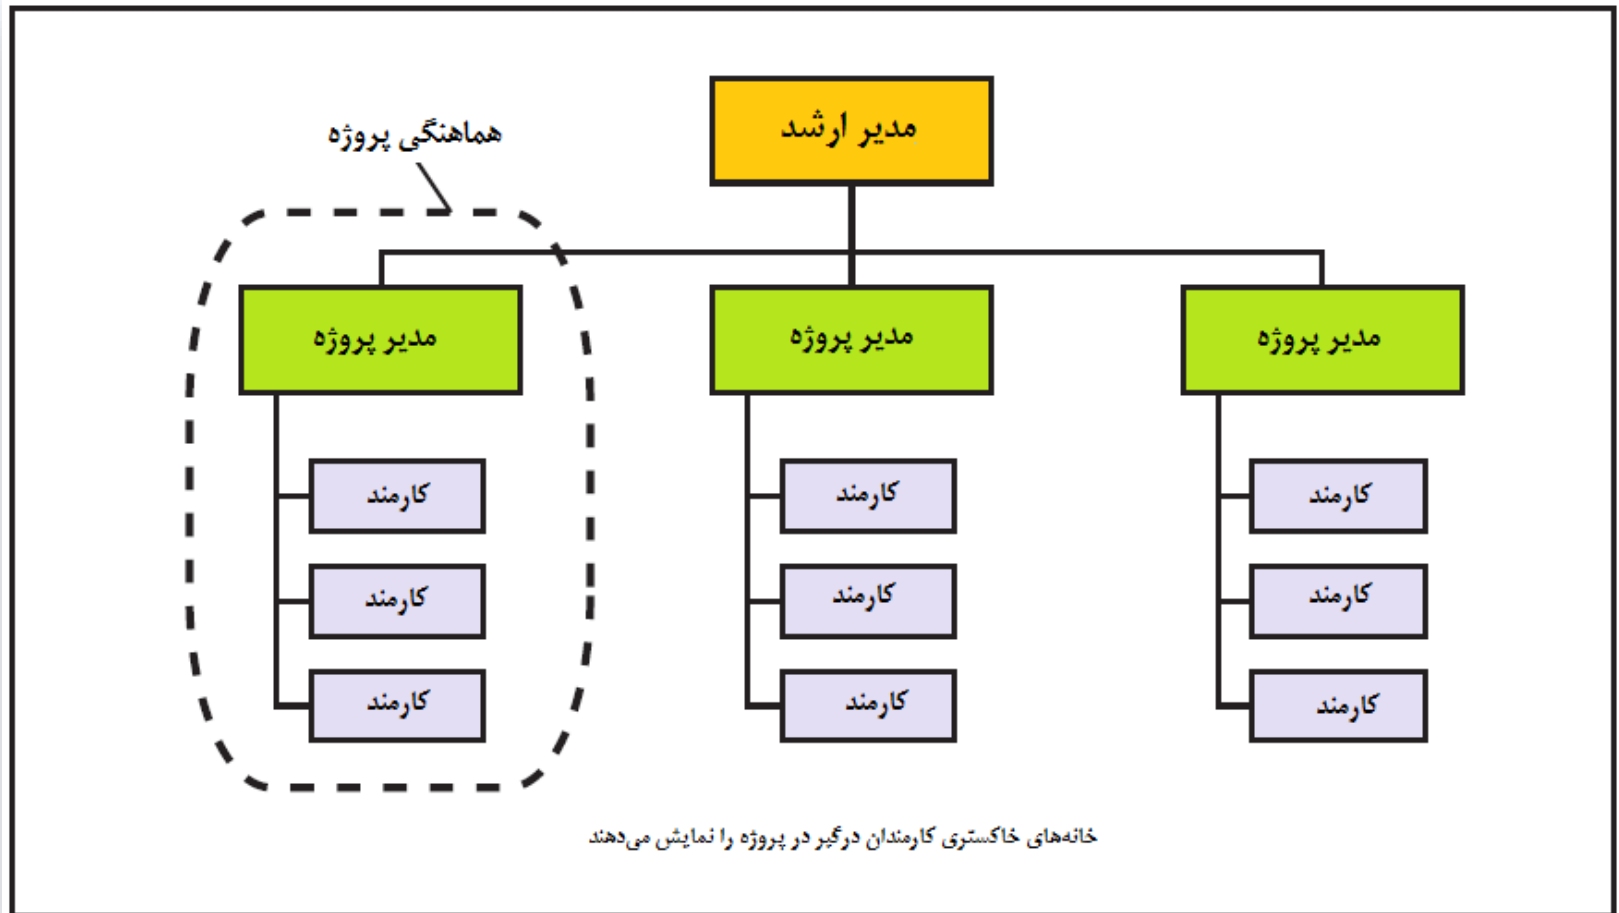 مدیر ارشد
هماهنگی پروژه
مدیر پروژه
مدیر پروژه
مدیر پروژه
کارمند
کارمند
کارمند
کارمند
کارمند
کارمند
کارمند
کارمند
کارمند
خانه‌های خاکستری کارمندان درگیر در پروژه را نمایش می‌دهند